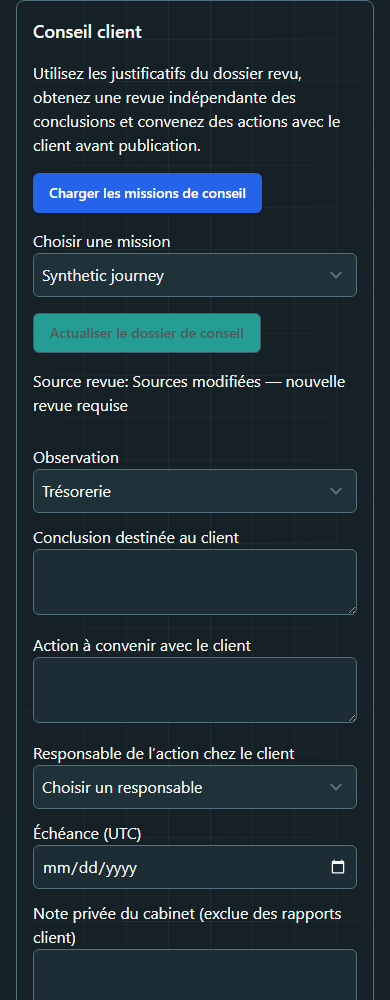 Conseil client
Utilisez les justificatifs du dossier revu,
obtenez une revue indépendante des
conclusions et convenez des actions avec le
client avant publication.
Charger les missions de conseil
Choisir une mission
Synthetic journey
Actualiser le dossier de conseil
Source revue: Sources modifiées — nouvelle
revue requise
Observation
Trésorerie
Conclusion destinée au client
Action à convenir avec le client
Responsable de l’action chez le client
Choisir un responsable
Échéance (UTC)
mm/dd/yyyy
Note privée du cabinet (exclue des rapports
client)